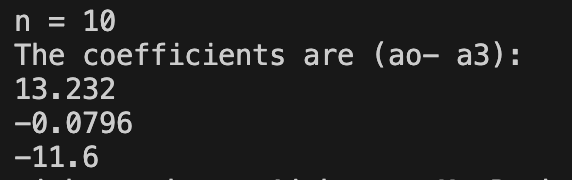 n = 10
The coefficients are (ao- a3):
13.232
-0.0796
-11.6